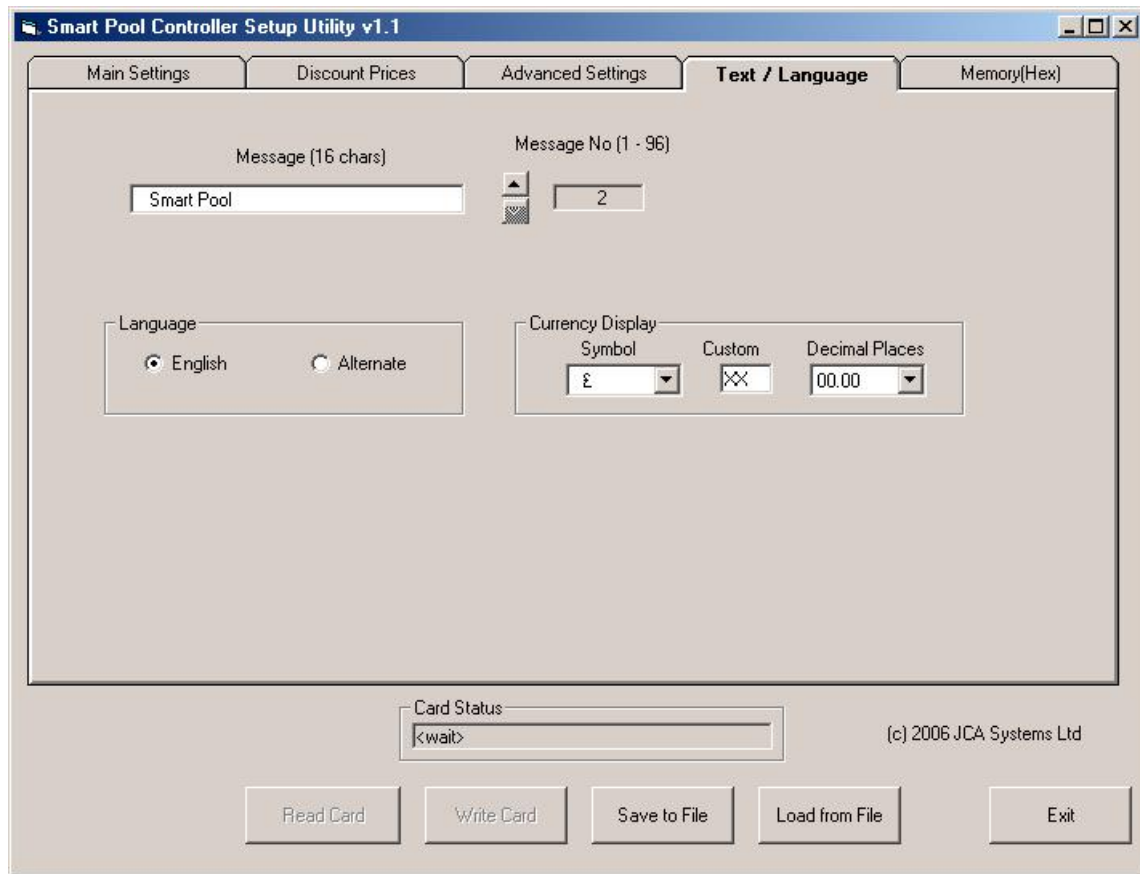 Smart Pool Controller Setup Utility v1.1
Main Settings Discount Prices Advanced Settings Text / Language Memory(Hex)
Message (16 chars) Message No (1 - 96)
Smart Pool 2
Language Currency Display
Symbol Custom Decimal Places
English Alternate £ XX 00.00
Card Status
<wait>
(c) 2006 JCA Systems Ltd
Read Card Write Card Save to File Load from File Exit